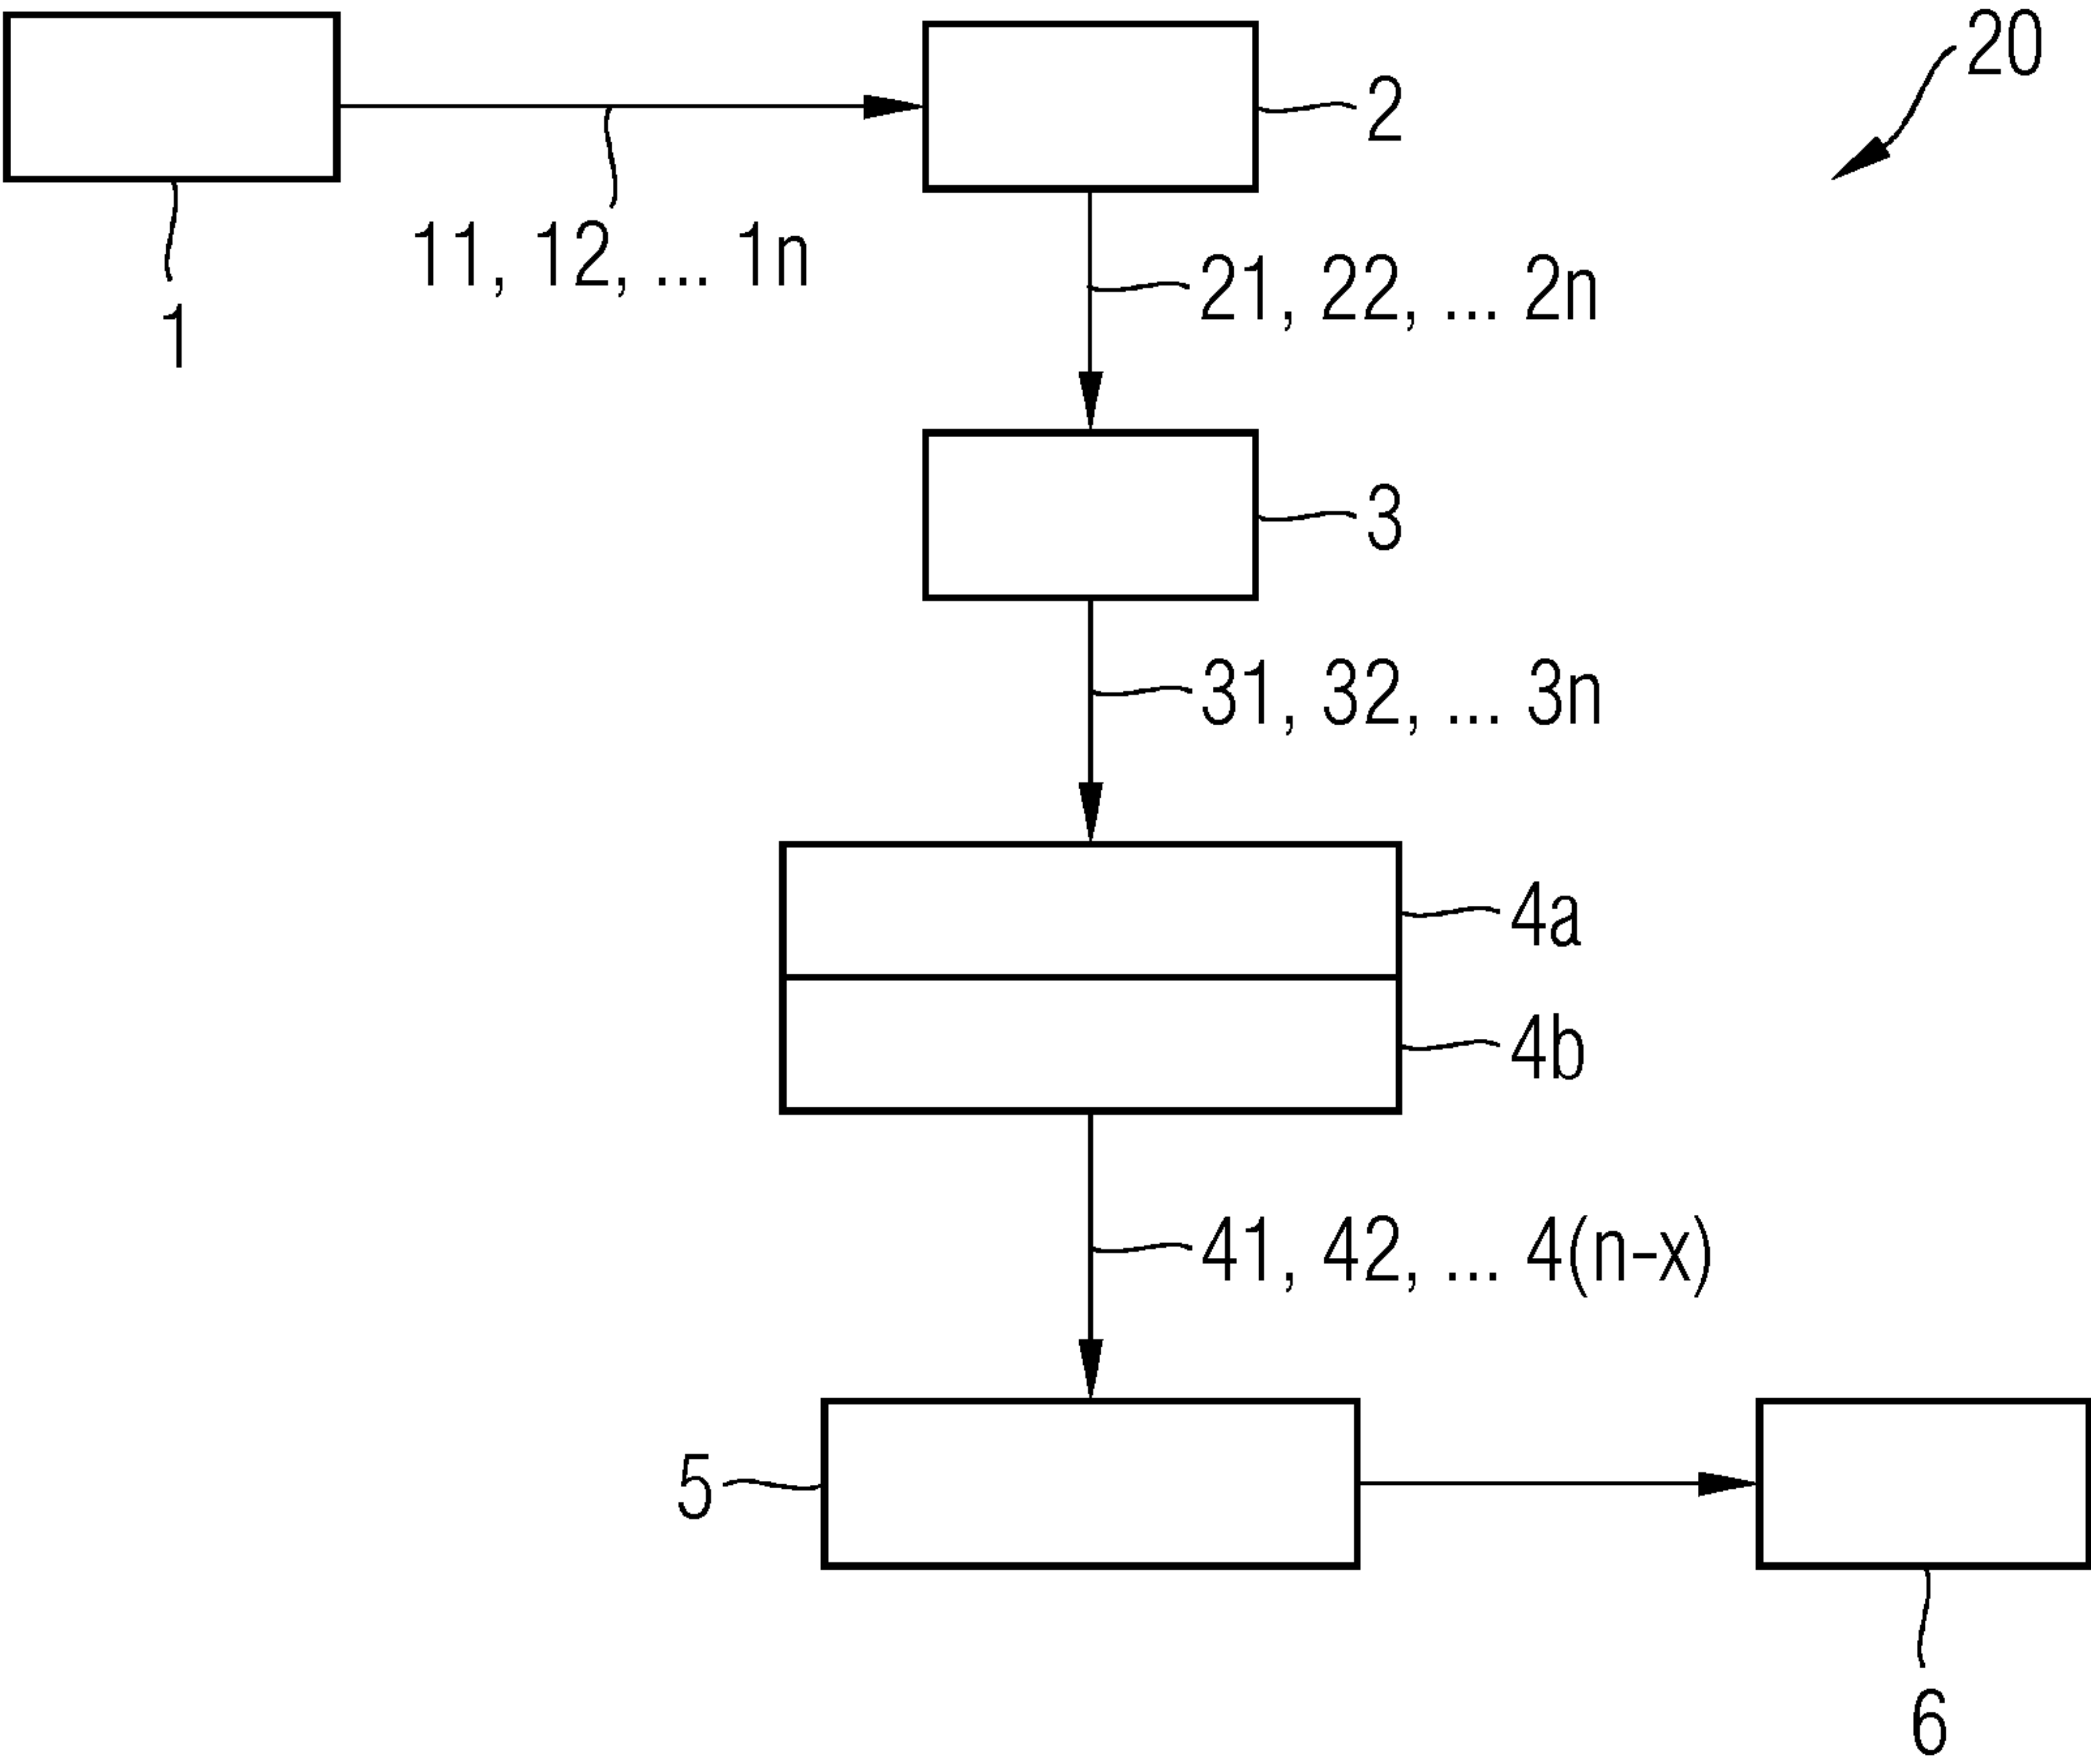 20
2
11, 12, ... 1n
1
21, 22, ... 2n
3
31, 32, ... 3n
4a
4b
41, 42, ... 4(n-x)
5
6